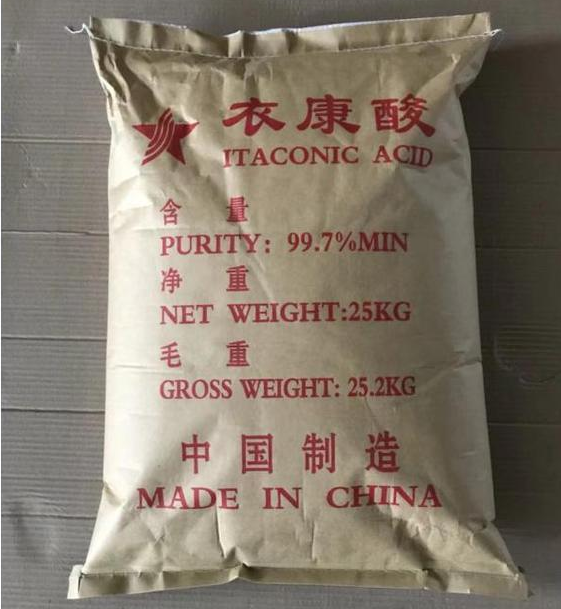 衣康酸
ITACONIC ACID
含 量
PURITY: 99.7%MIN
净 重
NET WEIGHT:25KG
毛 重
GROSS WEIGHT: 25.2KG
中国制造
MADE IN CHINA